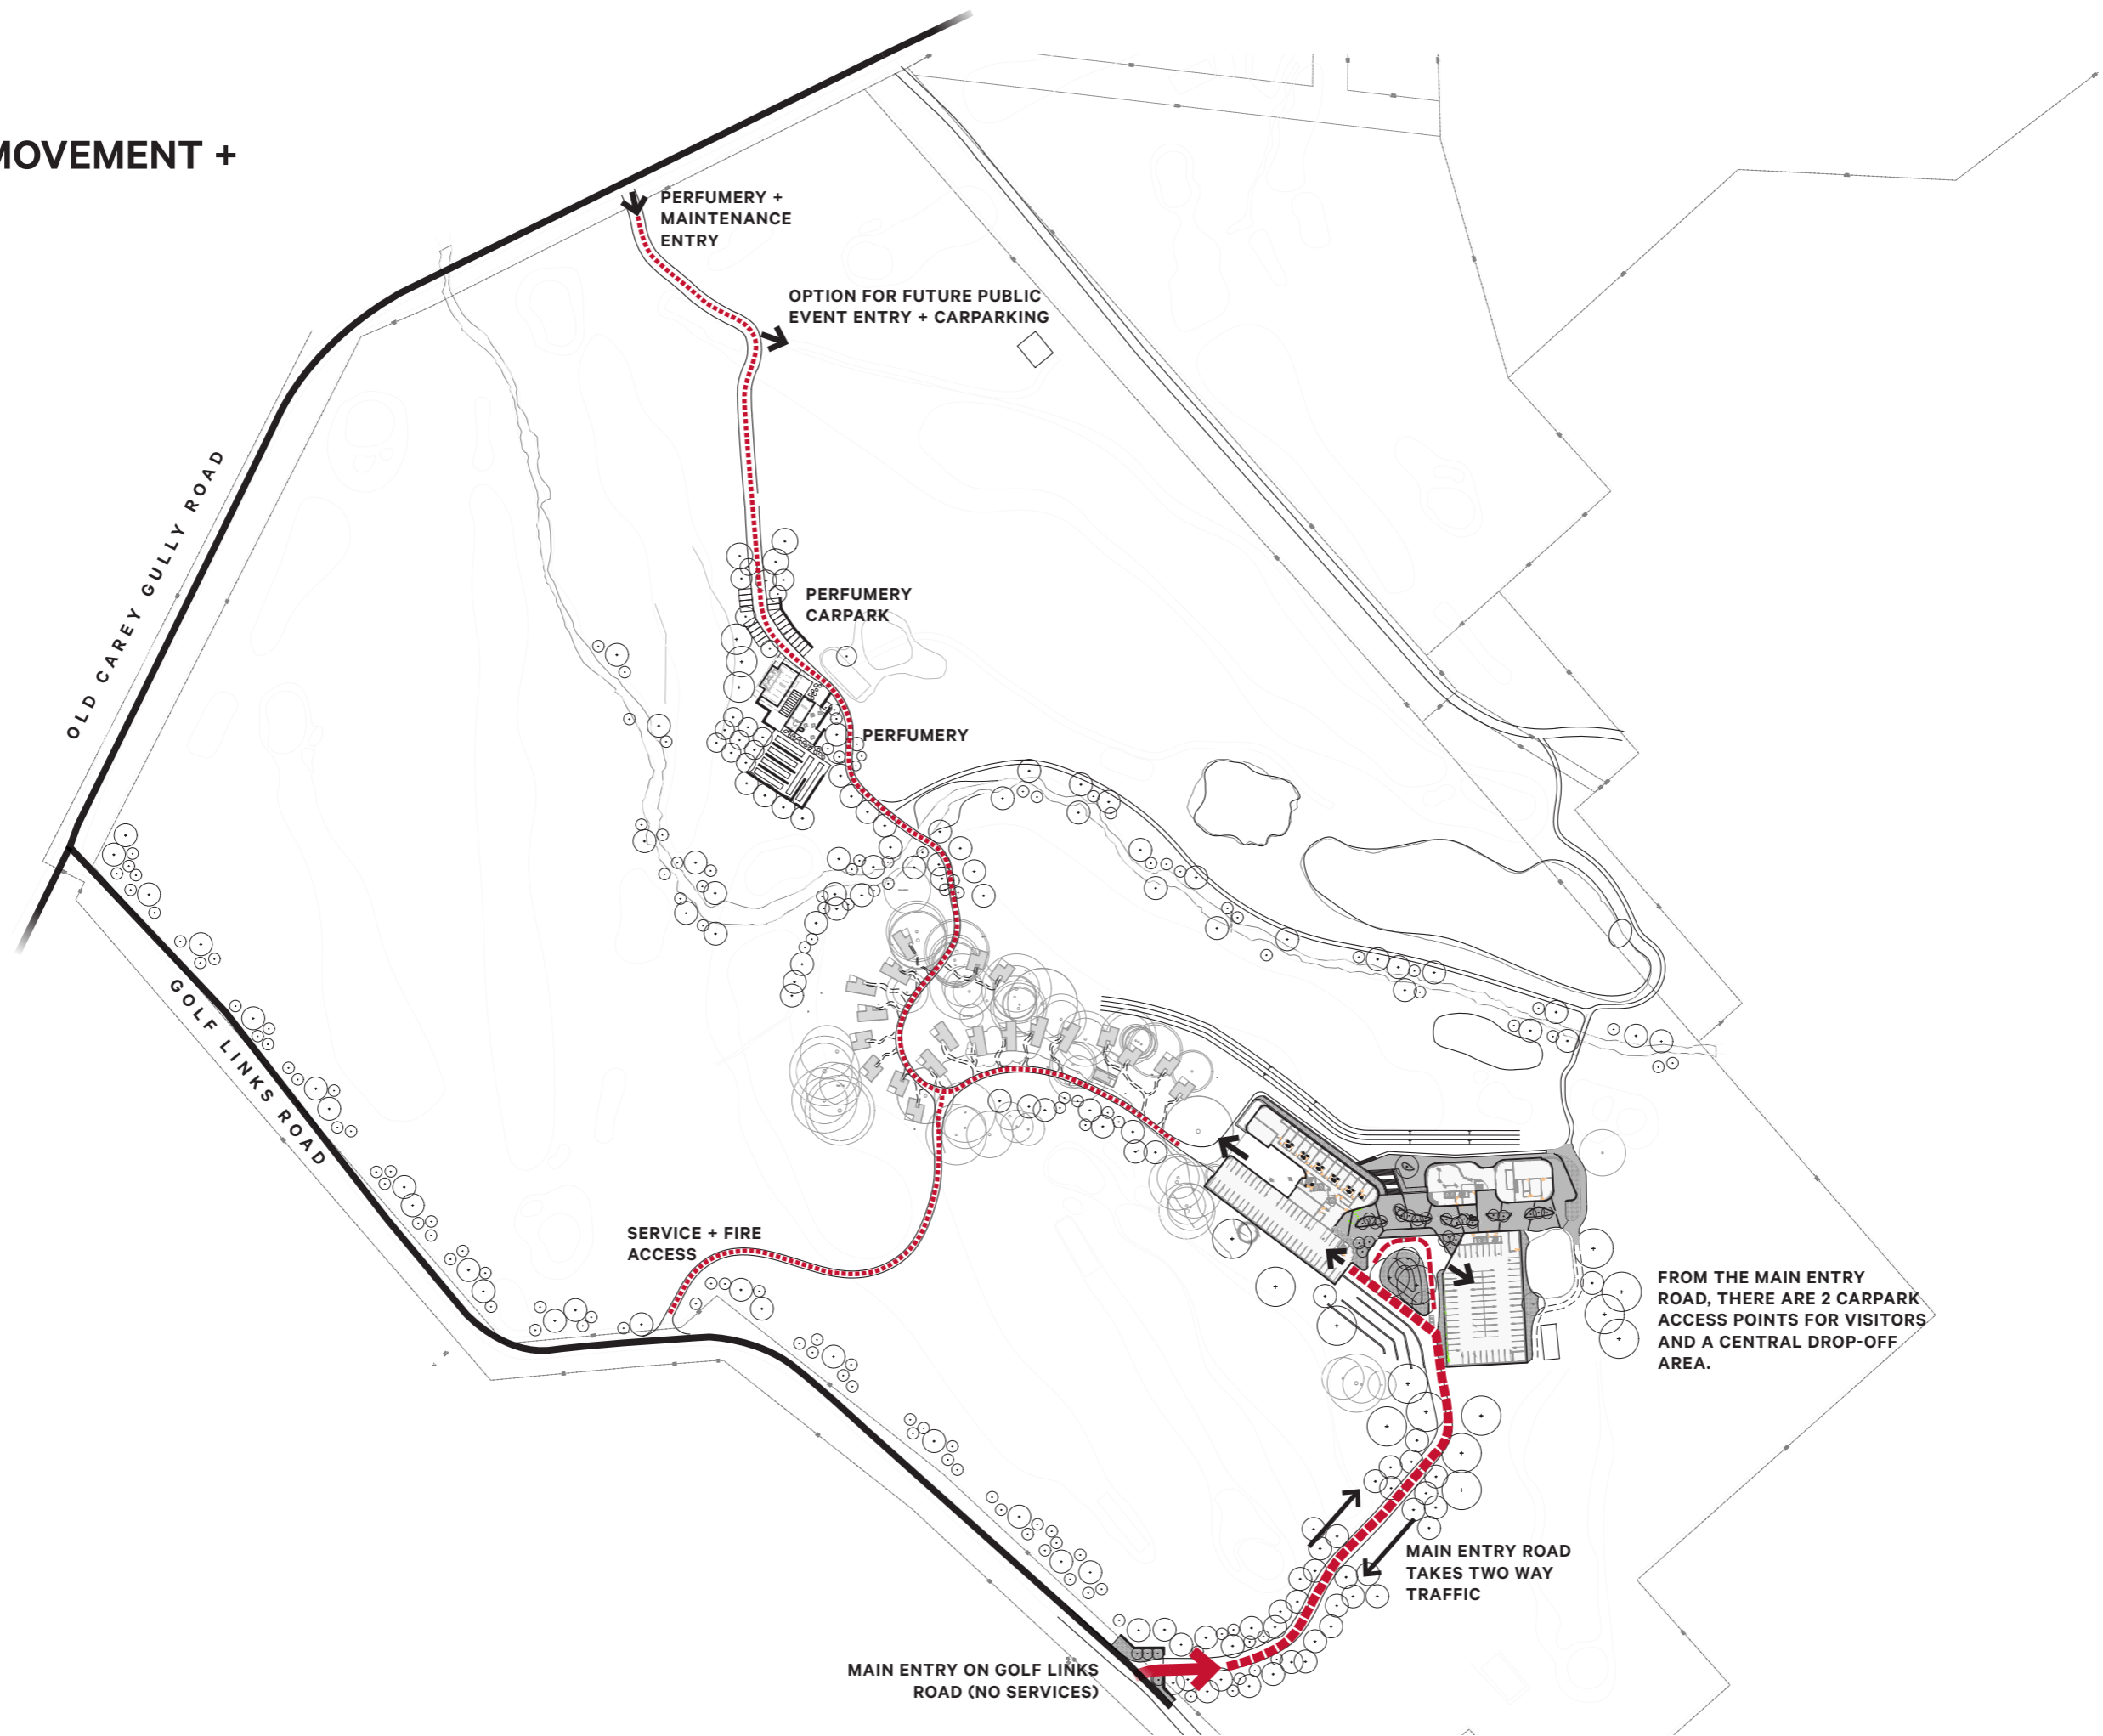 MOVEMENT +
PERFUMERY +
MAINTENANCE
ENTRY
OPTION FOR FUTURE PUBLIC
EVENT ENTRY + CARPARKING
OLD CAREY GULLY ROAD
PERFUMERY
CARPARK
PERFUMERY
GOLF LINKS ROAD
SERVICE + FIRE
ACCESS
FROM THE MAIN ENTRY
ROAD, THERE ARE 2 CARPARK
ACCESS POINTS FOR VISITORS
AND A CENTRAL DROP-OFF
AREA.
MAIN ENTRY ROAD
TAKES TWO WAY
TRAFFIC
MAIN ENTRY ON GOLF LINKS
ROAD (NO SERVICES)